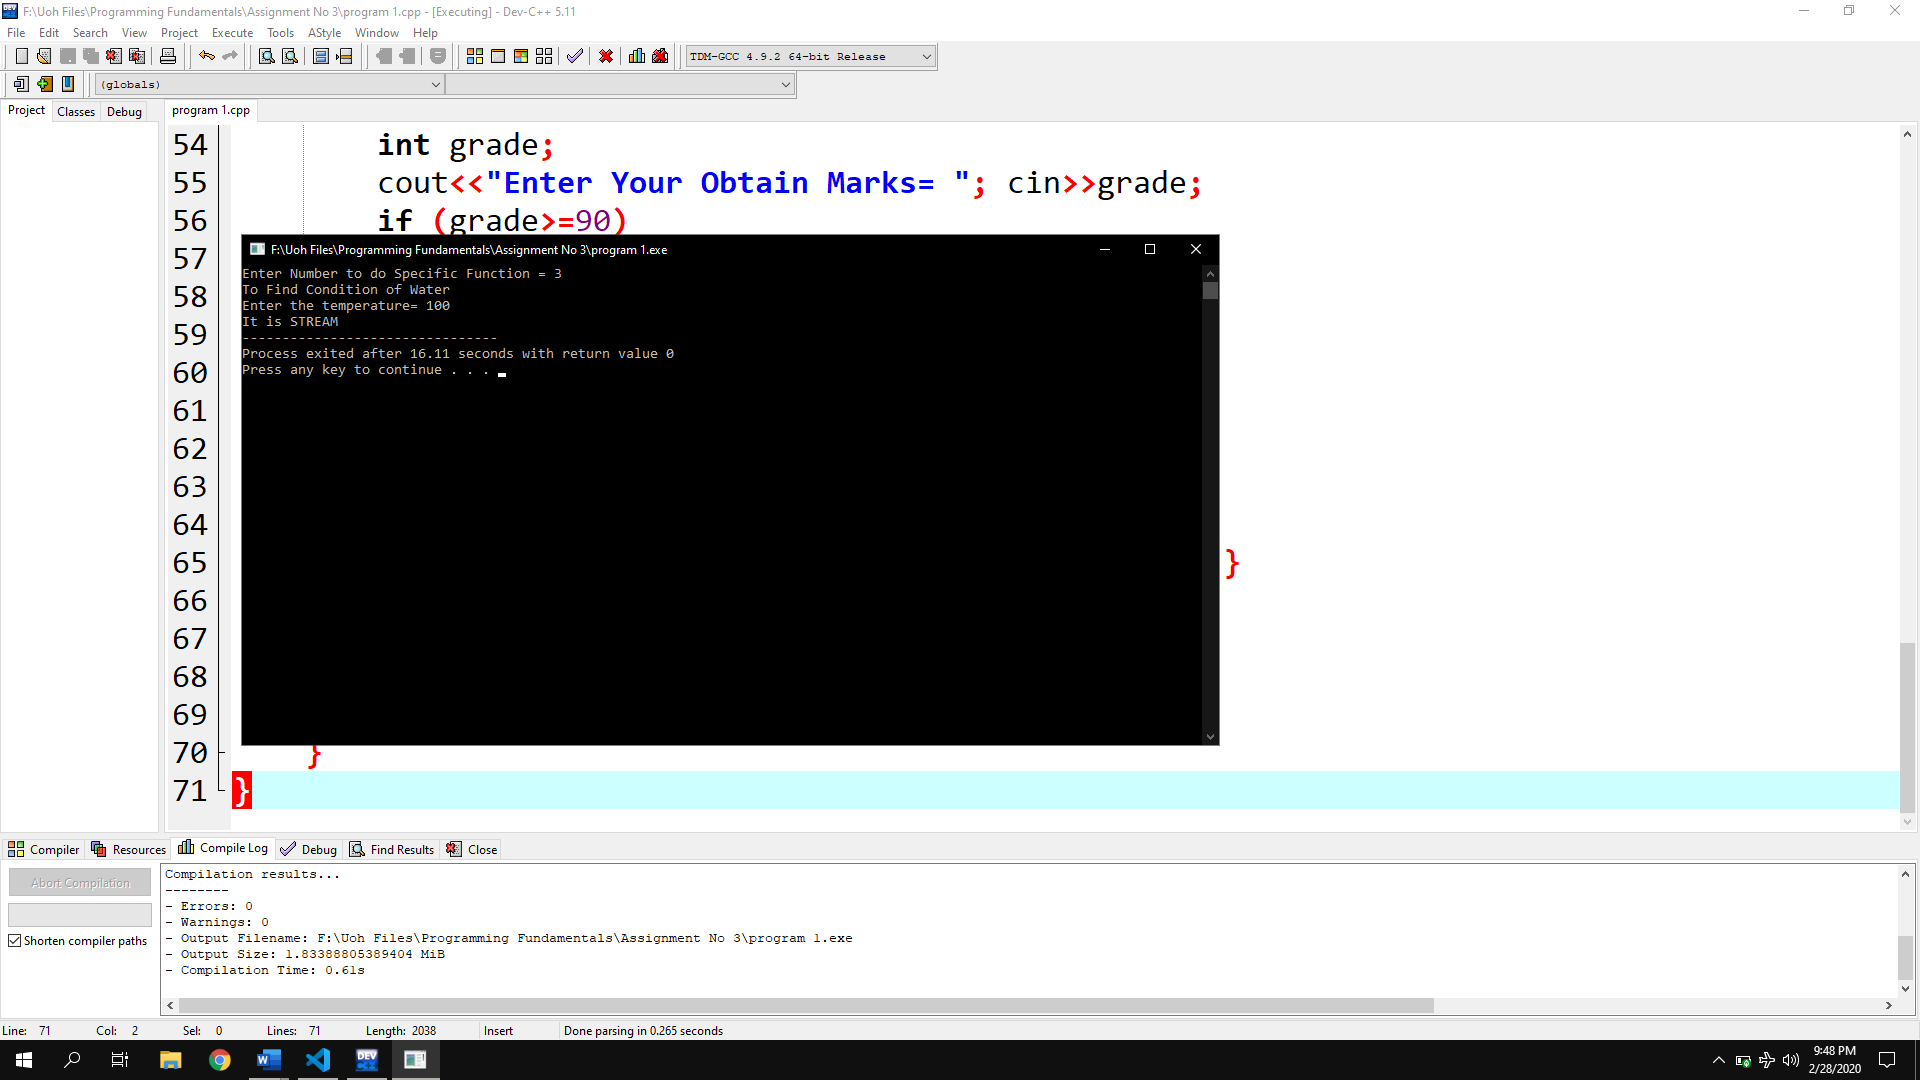 F:\Uoh Files\Programming Fundamentals\Assignment No 3\program 1.cpp - [Executing] - Dev-C++ 5.11
File Edit Search View Project Execute Tools AStyle Window Help
TDM-GCC 4.9.2 64-bit Release
(globals)
Project Classes Debug
program 1.cpp
54 int grade;
55 cout<<"Enter Your Obtain Marks= "; cin>>grade;
56 if (grade>=90)
57
58
59
60
61
62
63
64
65 }
66
67
68
69
70 }
71 }
F:\Uoh Files\Programming Fundamentals\Assignment No 3\program 1.exe
Enter Number to do Specific Function = 3
To Find Condition of Water
Enter the temperature= 100
It is STREAM
--------------------------------
Process exited after 16.11 seconds with return value 0
Press any key to continue . . .
Compiler Resources Compile Log Debug Find Results Close
Abort Compilation
Shorten compiler paths
Compilation results...
--------
- Errors: 0
- Warnings: 0
- Output Filename: F:\Uoh Files\Programming Fundamentals\Assignment No 3\program 1.exe
- Output Size: 1.83388805389404 MiB
- Compilation Time: 0.61s
Line: 71 Col: 2 Sel: 0 Lines: 71 Length: 2038 Insert Done parsing in 0.265 seconds
DEV
9:48 PM
2/28/2020